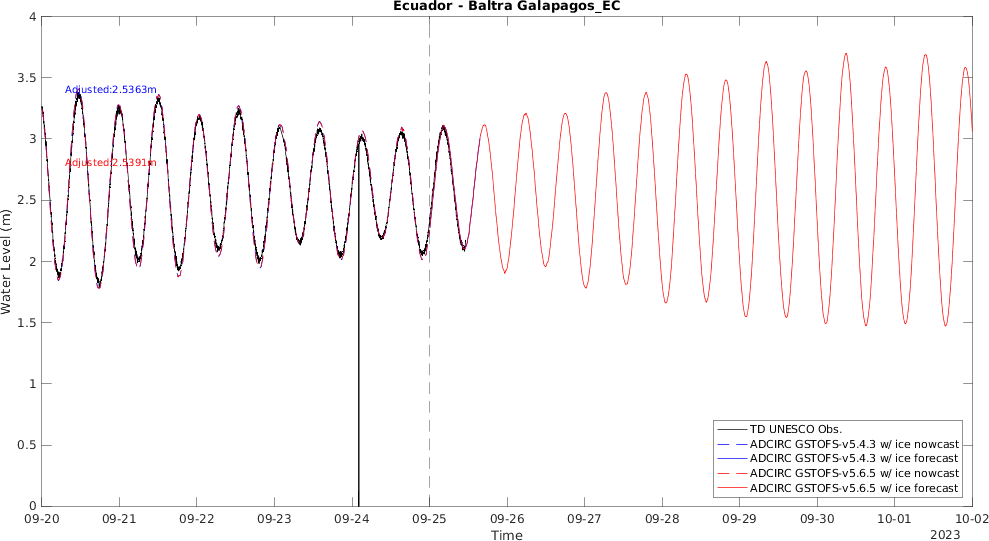 Ecuador - Baltra Galapagos_EC
4
3.5
3
2.5
2
1.5
1
0.5
0
Water Level (m)
Adjusted:2.5363m
Adjusted:2.5391m
TD UNESCO Obs.
ADCIRC GSTOFS-v5.4.3 w/ ice nowcast
ADCIRC GSTOFS-v5.4.3 w/ ice forecast
ADCIRC GSTOFS-v5.6.5 w/ ice nowcast
ADCIRC GSTOFS-v5.6.5 w/ ice forecast
09-20 09-21 09-22 09-23 09-24 09-25 09-26 09-27 09-28 09-29 09-30 10-01 10-02
Time
2023